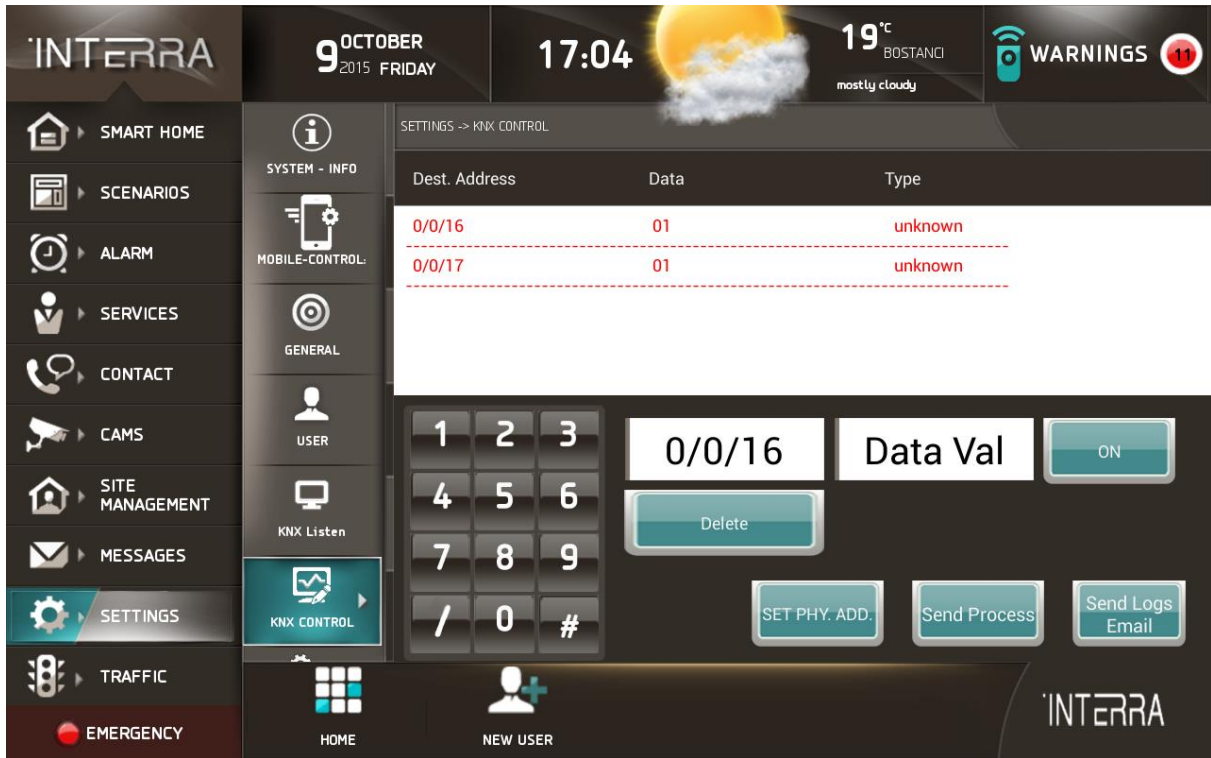 INTERRA
9 OCTOBER
2015 FRIDAY
17:04
19°C
BOSTANCI
mostly cloudy
WARNINGS 11
SMART HOME
SCENARIOS
ALARM
SERVICES
CONTACT
CAMS
SITE
MANAGEMENT
MESSAGES
SETTINGS
TRAFFIC
EMERGENCY
SYSTEM - INFO
MOBILE-CONTROL:
GENERAL
USER
KNX Listen
KNX CONTROL
SETTINGS -> KNX CONTROL
Dest. Address Data Type
0/0/16 01 unknown
0/0/17 01 unknown
1 2 3
4 5 6
7 8 9
/ 0 #
0/0/16 Data Val ON
Delete
SET PHY. ADD. Send Process Send Logs
Email
HOME NEW USER
INTERRA